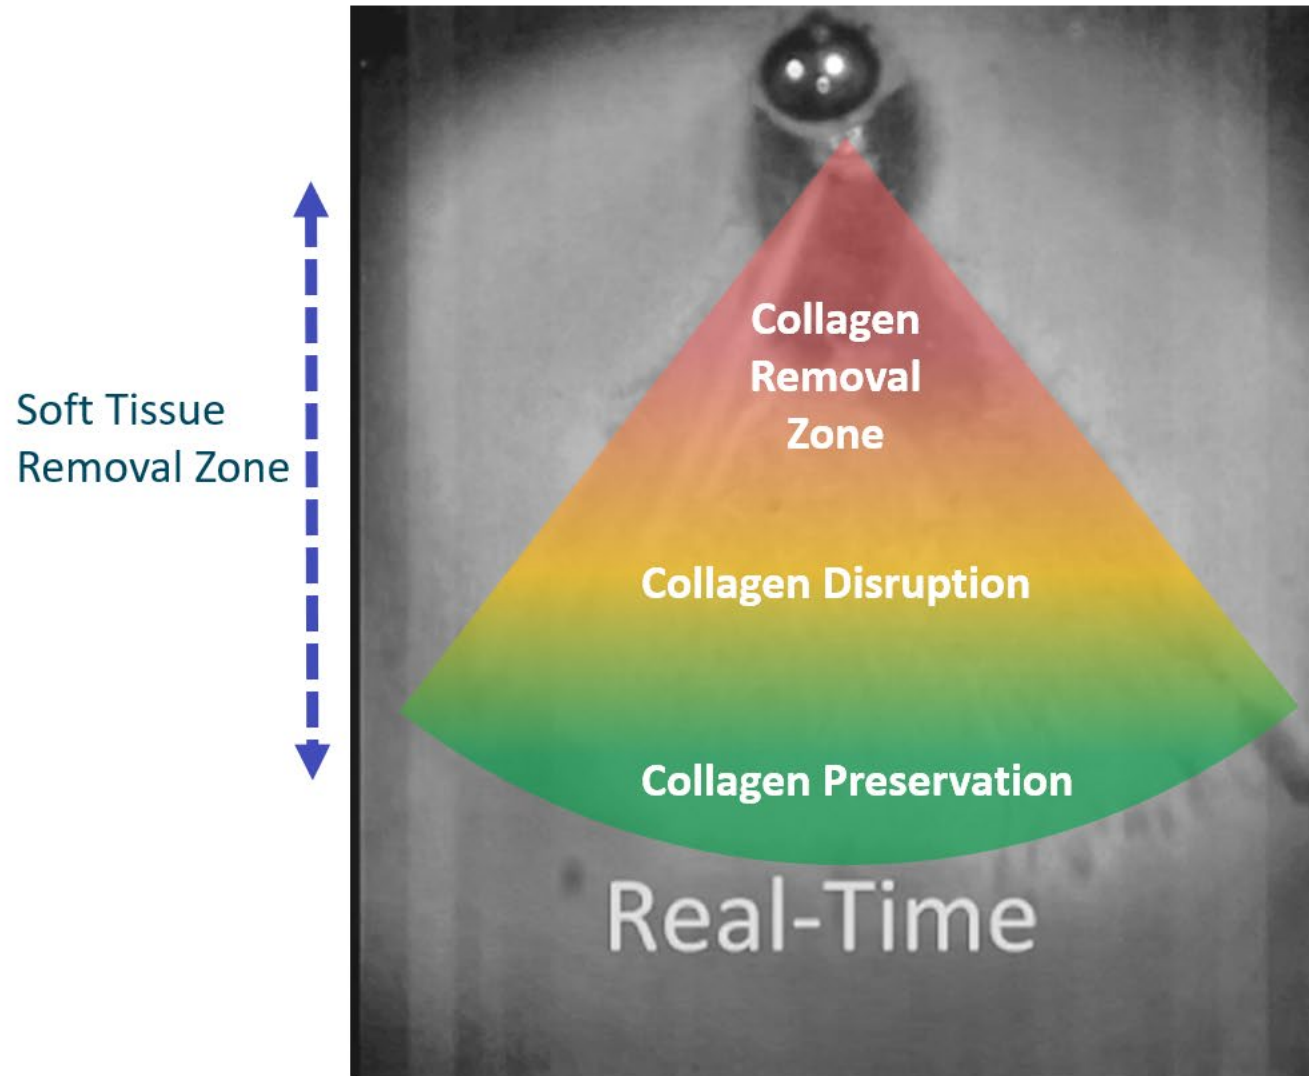 Soft Tissue
Removal Zone
Collagen
Removal
Zone
Collagen Disruption
Collagen Preservation
Real-Time